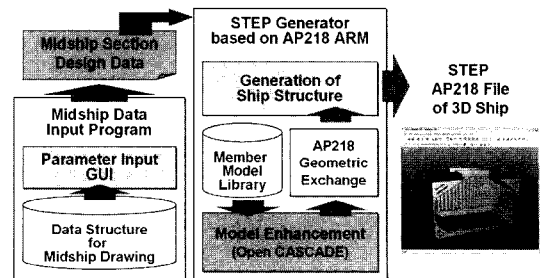 Midship Section
Design Data
Midship Data
Input Program
Parameter Input
GUI
Data Structure
for
Midship Drawing
STEP Generator
based on AP218 ARM
Generation of
Ship Structure
Member
Model
Library
AP218
Geometric
Exchange
Model Enhancement
(Open CASCADE)
STEP
AP218 File
of 3D Ship